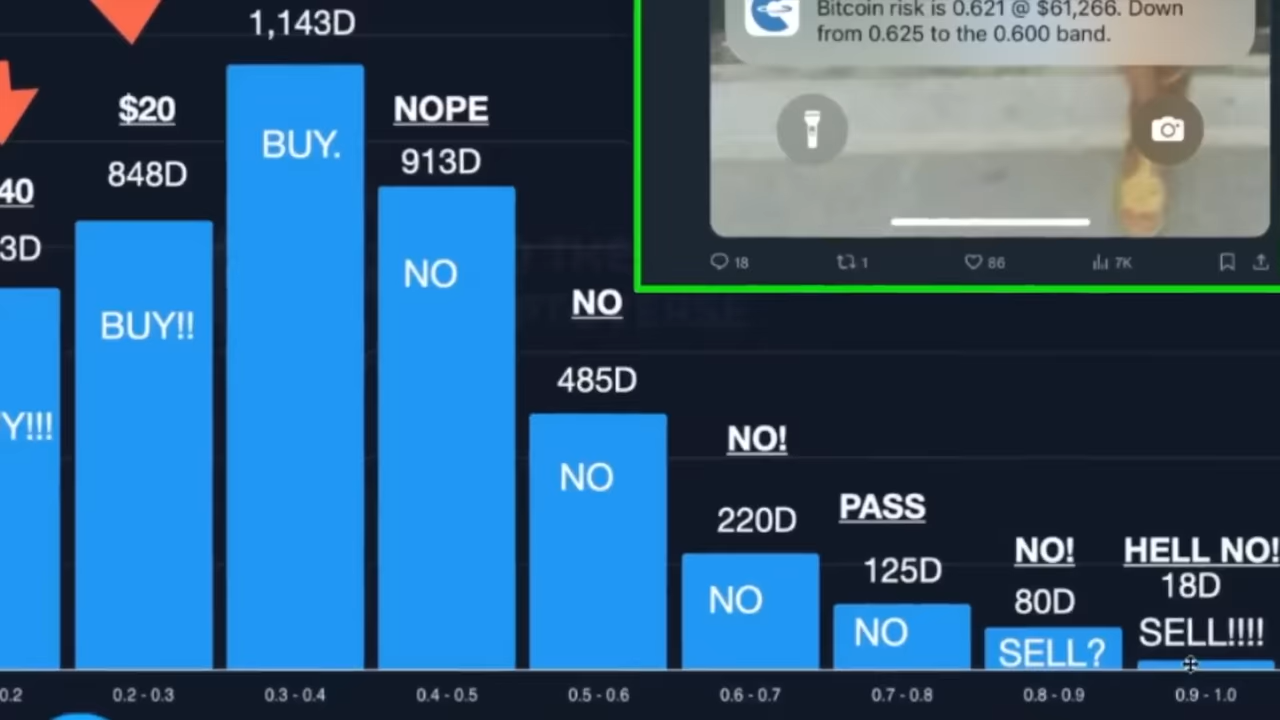 1,143D
Bitcoin risk is 0.621 @ $61,266. Down
from 0.625 to the 0.600 band.
$20
NOPE
BUY.
848D
913D
40
3D
NO
BUY!!
NO
18
1
86
7K
485D
Y!!!
NO!
NO
220D
PASS
125D
NO!
HELL NO!
80D
18D
NO
NO
SELL?
SELL!!!!
0.2
0.2 - 0.3
0.3 - 0.4
0.4 - 0.5
0.5 - 0.6
0.6 - 0.7
0.7 - 0.8
0.8 - 0.9
0.9 - 1.0